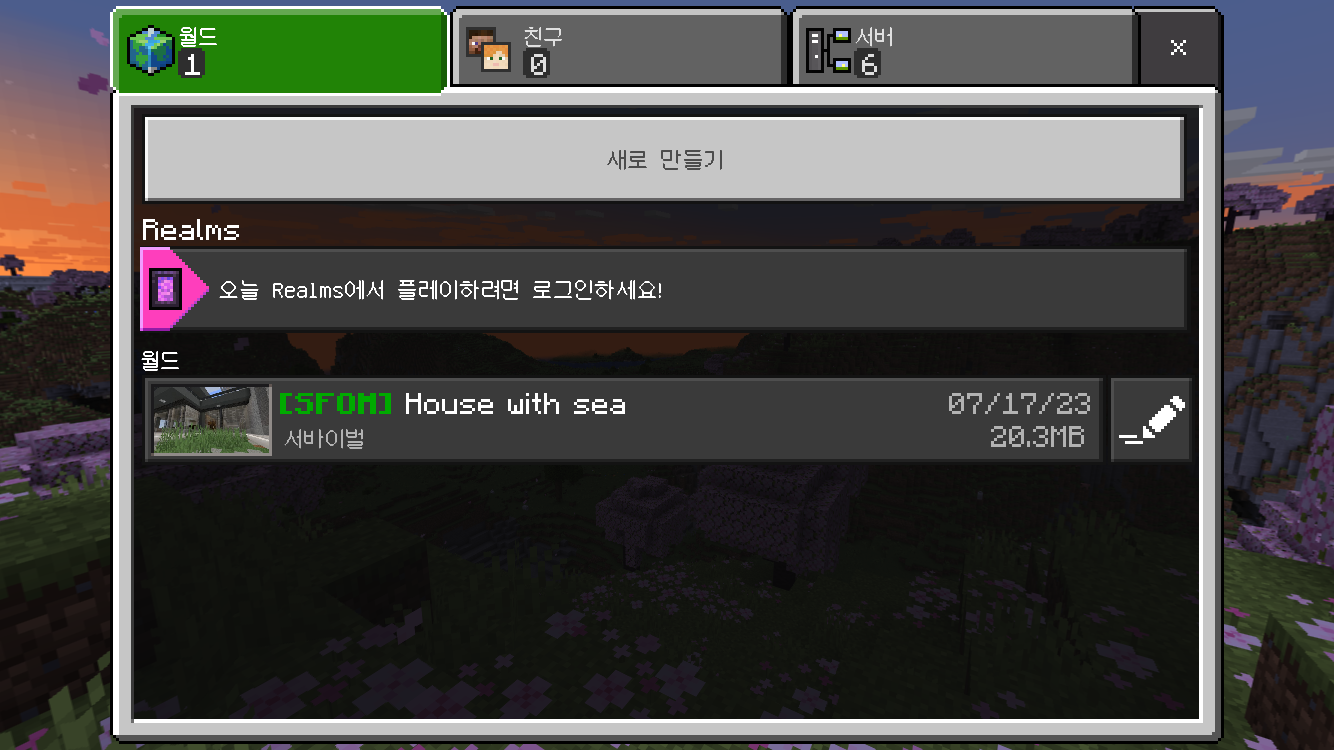 월드
1
친구
0
서버
6
새로 만들기
Realms
오늘 Realms에서 플레이하려면 로그인하세요!
월드
[SFOM] House with sea
07/17/23
서바이벌
20.3MB